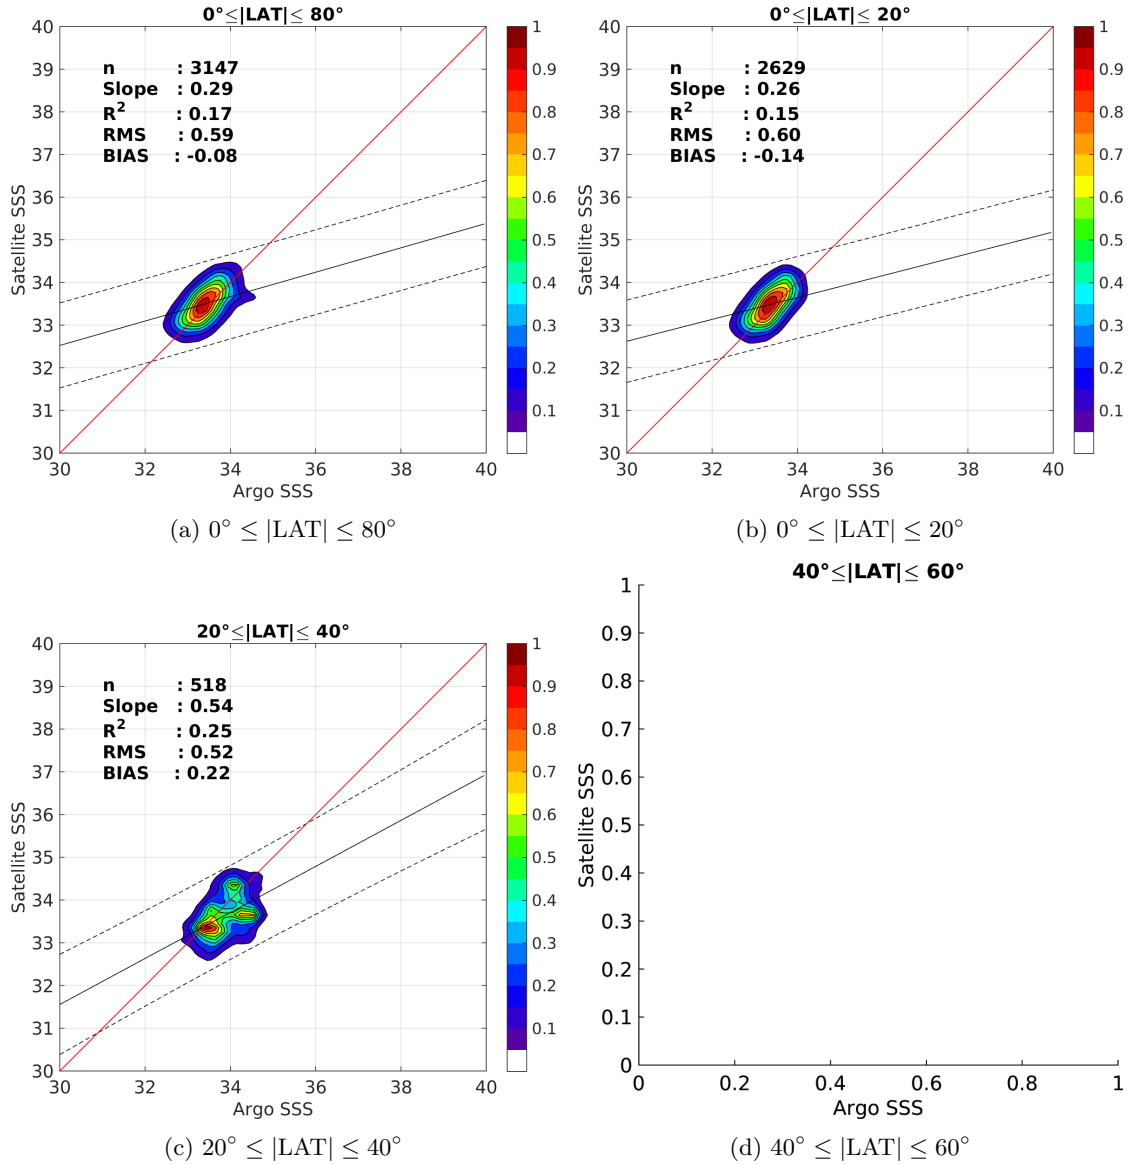 0°≤|LAT|≤ 80°
n : 3147
Slope : 0.29
R² : 0.17
RMS : 0.59
BIAS : -0.08
40
39
38
37
36
35
34
33
32
31
30
30 32 34 36 38 40
Satellite SSS
Argo SSS
1
0.9
0.8
0.7
0.6
0.5
0.4
0.3
0.2
0.1
(a) 0° ≤ |LAT| ≤ 80°
0°≤|LAT|≤ 20°
n : 2629
Slope : 0.26
R² : 0.15
RMS : 0.60
BIAS : -0.14
40
39
38
37
36
35
34
33
32
31
30
30 32 34 36 38 40
Satellite SSS
Argo SSS
1
0.9
0.8
0.7
0.6
0.5
0.4
0.3
0.2
0.1
(b) 0° ≤ |LAT| ≤ 20°
20°≤|LAT|≤ 40°
n : 518
Slope : 0.54
R² : 0.25
RMS : 0.52
BIAS : 0.22
40
39
38
37
36
35
34
33
32
31
30
30 32 34 36 38 40
Satellite SSS
Argo SSS
1
0.9
0.8
0.7
0.6
0.5
0.4
0.3
0.2
0.1
(c) 20° ≤ |LAT| ≤ 40°
40°≤|LAT|≤ 60°
1
0.9
0.8
0.7
0.6
0.5
0.4
0.3
0.2
0.1
0
0 0.2 0.4 0.6 0.8 1
Satellite SSS
Argo SSS
(d) 40° ≤ |LAT| ≤ 60°